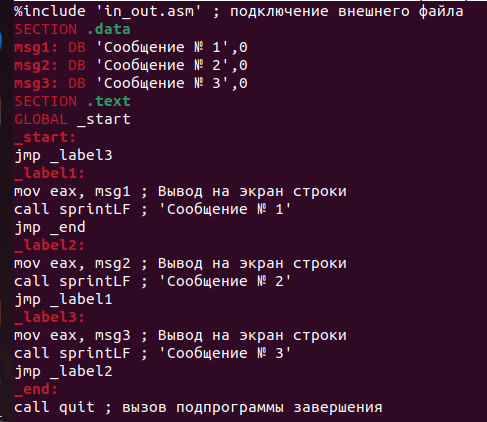 %include 'in_out.asm' ; подключение внешнего файла
SECTION .data
msg1: DB 'Сообщение № 1',0
msg2: DB 'Сообщение № 2',0
msg3: DB 'Сообщение № 3',0
SECTION .text
GLOBAL _start
_start:
jmp _label3
_label1:
mov eax, msg1 ; Вывод на экран строки
call sprintLF ; 'Сообщение № 1'
jmp _end
_label2:
mov eax, msg2 ; Вывод на экран строки
call sprintLF ; 'Сообщение № 2'
jmp _label1
_label3:
mov eax, msg3 ; Вывод на экран строки
call sprintLF ; 'Сообщение № 3'
jmp _label2
_end:
call quit ; вызов подпрограммы завершения